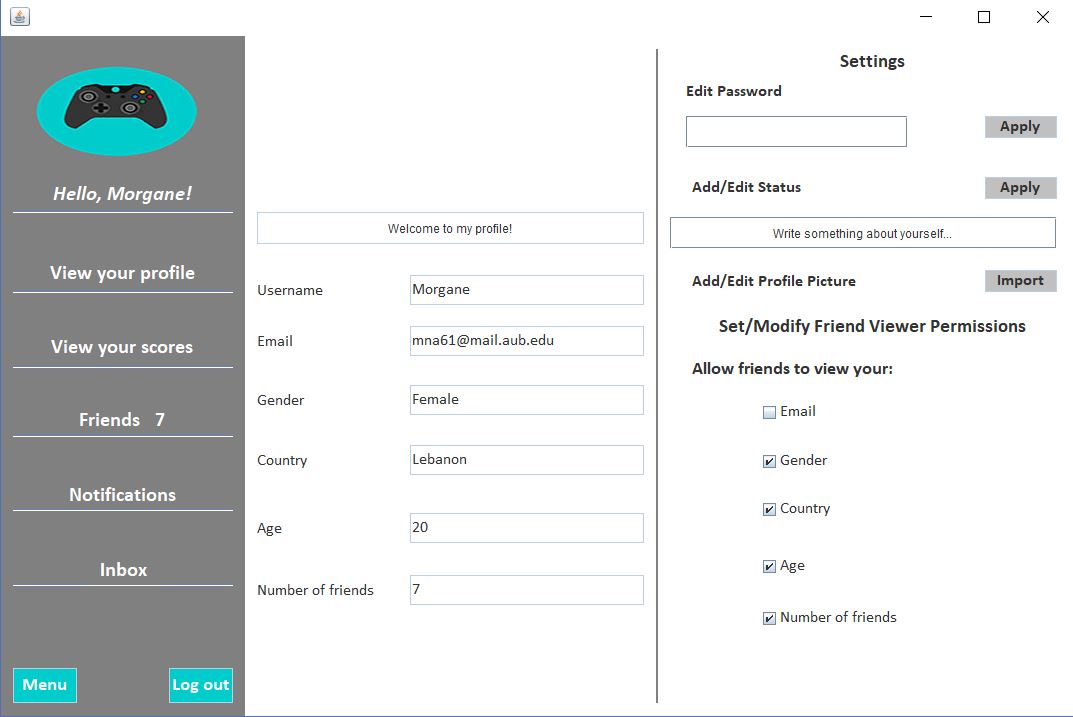 Hello, Morgane!
View your profile
View your scores
Friends 7
Notifications
Inbox
Menu
Log out
Welcome to my profile!
Username Morgane
Email mna61@mail.aub.edu
Gender Female
Country Lebanon
Age 20
Number of friends 7
Settings
Edit Password
Apply
Add/Edit Status Apply
Write something about yourself...
Add/Edit Profile Picture Import
Set/Modify Friend Viewer Permissions
Allow friends to view your:
Email
Gender
Country
Age
Number of friends